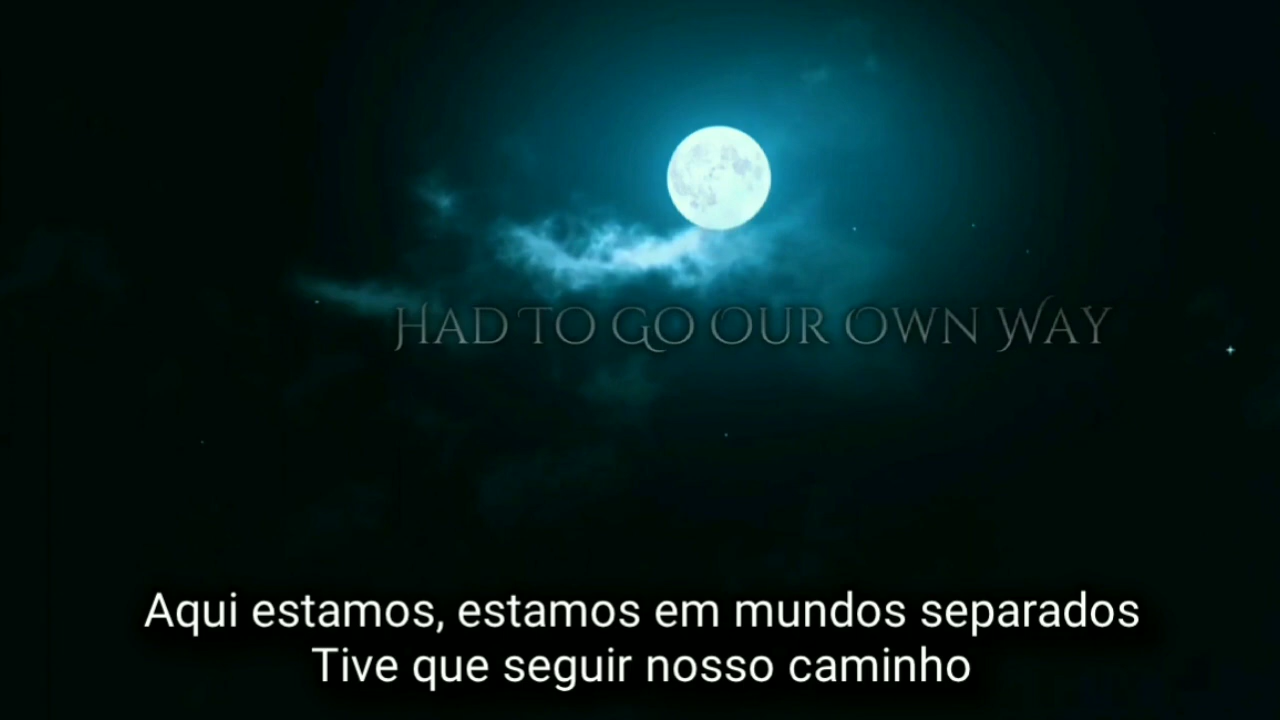 Had To Go Our Own Way
Aqui estamos, estamos em mundos separados
Tive que seguir nosso caminho